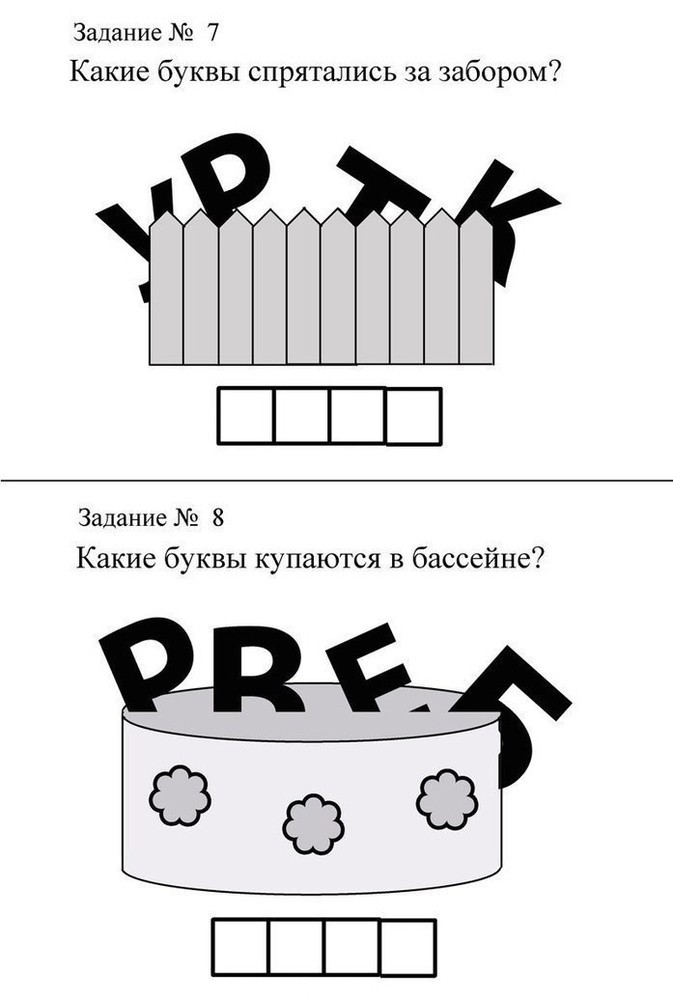 Задание № 7
Какие буквы спрятались за забором?
Задание № 8
Какие буквы купаются в бассейне?